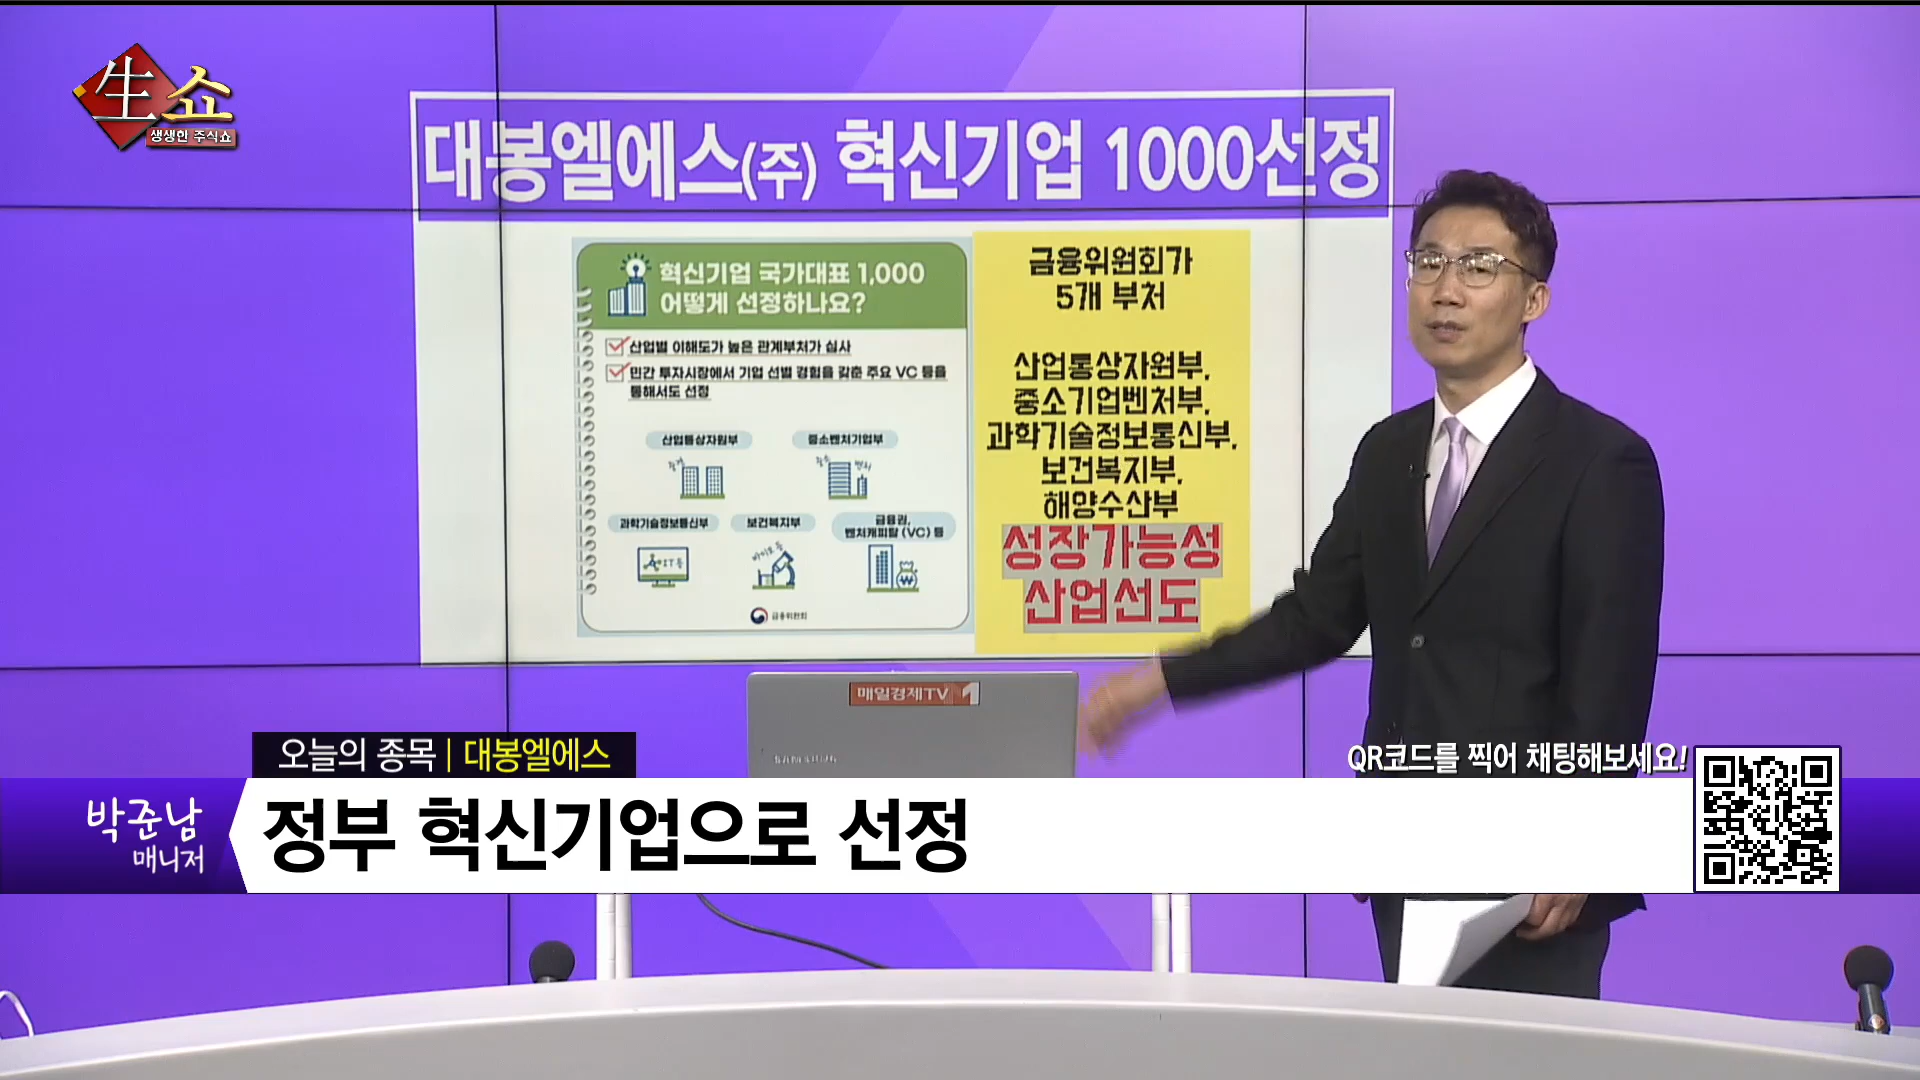 生쇼
생생한 주식쇼
대봉엘에스(주) 혁신기업 1000선정
혁신기업 국가대표 1,000
어떻게 선정하나요?
산업별 이해도가 높은 관계부처가 심사
민간 투자시장에서 기업 선별 경험을 갖춘 주요 VC 등을
통해서도 선정
산업통상자원부
중소벤처기업부
중소
벤처
과학기술정보통신부
보건복지부
금융권,
벤처캐피탈 (VC) 등
IT 등
바이오 등
금융위원회
금융위원회가
5개 부처
산업통상자원부,
중소기업벤처부,
과학기술정보통신부,
보건복지부,
해양수산부
성장가능성
산업선도
매일경제TV
SAMSUNG
오늘의 종목 | 대봉엘에스
QR코드를 찍어 채팅해보세요!
박준남
매니저
정부 혁신기업으로 선정